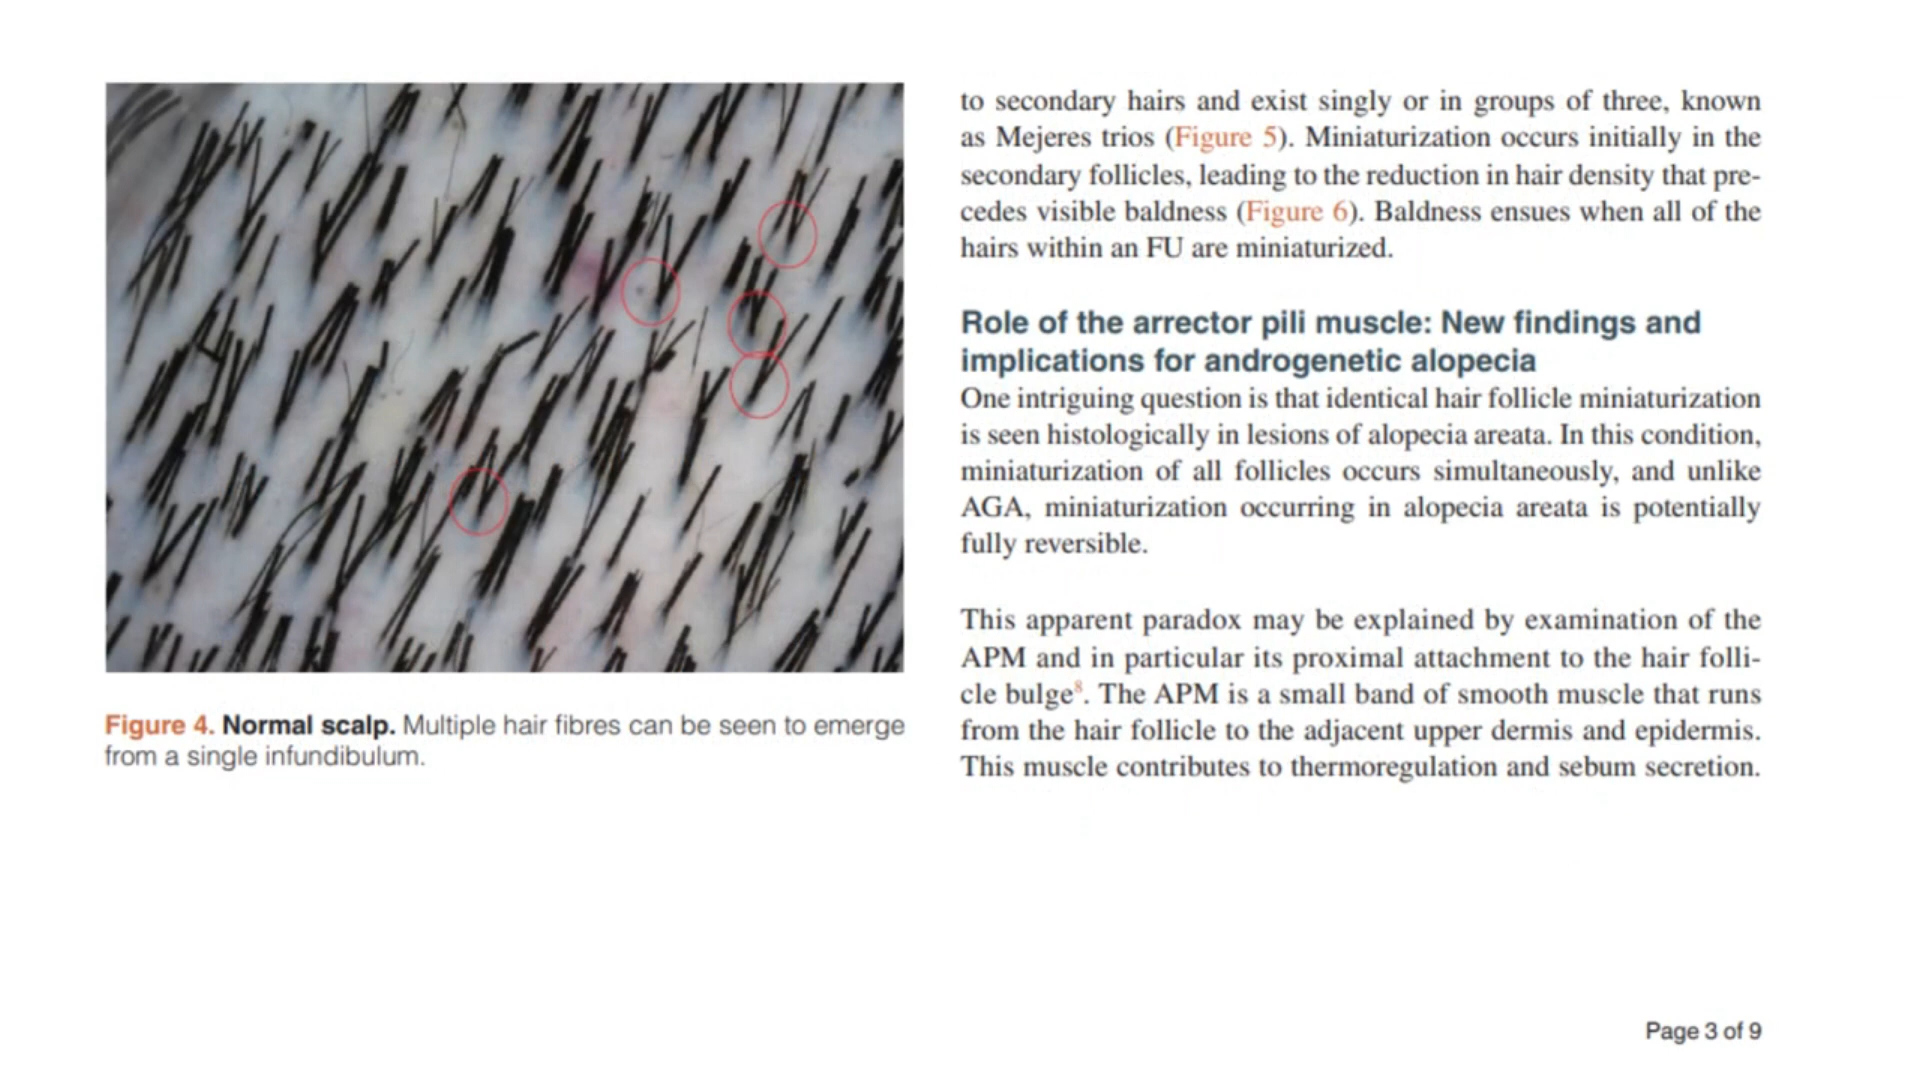 Figure 4. Normal scalp. Multiple hair fibres can be seen to emerge
from a single infundibulum.
to secondary hairs and exist singly or in groups of three, known
as Mejeres trios (Figure 5). Miniaturization occurs initially in the
secondary follicles, leading to the reduction in hair density that pre-
cedes visible baldness (Figure 6). Baldness ensues when all of the
hairs within an FU are miniaturized.
Role of the arrector pili muscle: New findings and
implications for androgenetic alopecia
One intriguing question is that identical hair follicle miniaturization
is seen histologically in lesions of alopecia areata. In this condition,
miniaturization of all follicles occurs simultaneously, and unlike
AGA, miniaturization occurring in alopecia areata is potentially
fully reversible.
This apparent paradox may be explained by examination of the
APM and in particular its proximal attachment to the hair folli-
cle bulge⁸. The APM is a small band of smooth muscle that runs
from the hair follicle to the adjacent upper dermis and epidermis.
This muscle contributes to thermoregulation and sebum secretion.
Page 3 of 9